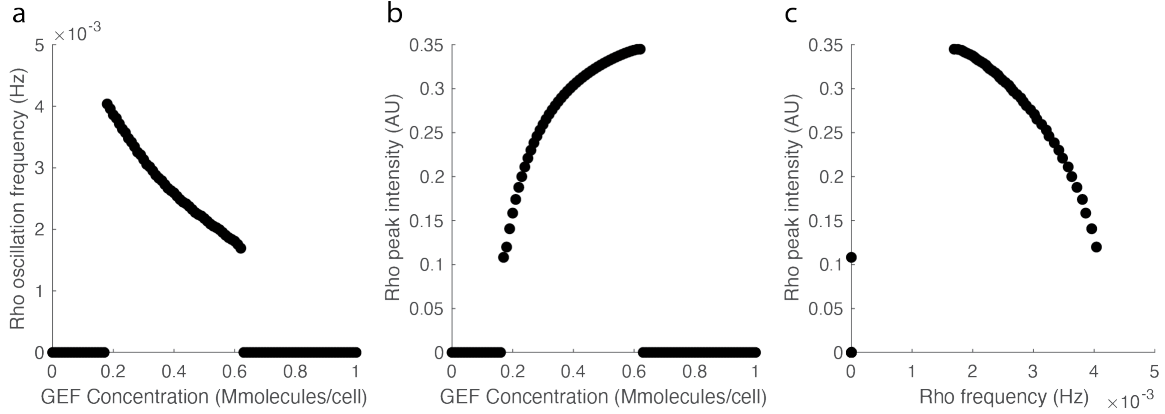 a
×10⁻³
5
4
3
2
1
0
Rho oscillation frequency (Hz)
0 0.2 0.4 0.6 0.8 1
GEF Concentration (Mmolecules/cell)
b
0.35
0.3
0.25
0.2
0.15
0.1
0.05
0
Rho peak intensity (AU)
0 0.2 0.4 0.6 0.8 1
GEF Concentration (Mmolecules/cell)
c
0.35
0.3
0.25
0.2
0.15
0.1
0.05
0
Rho peak intensity (AU)
0 1 2 3 4 5
Rho frequency (Hz) ×10⁻³